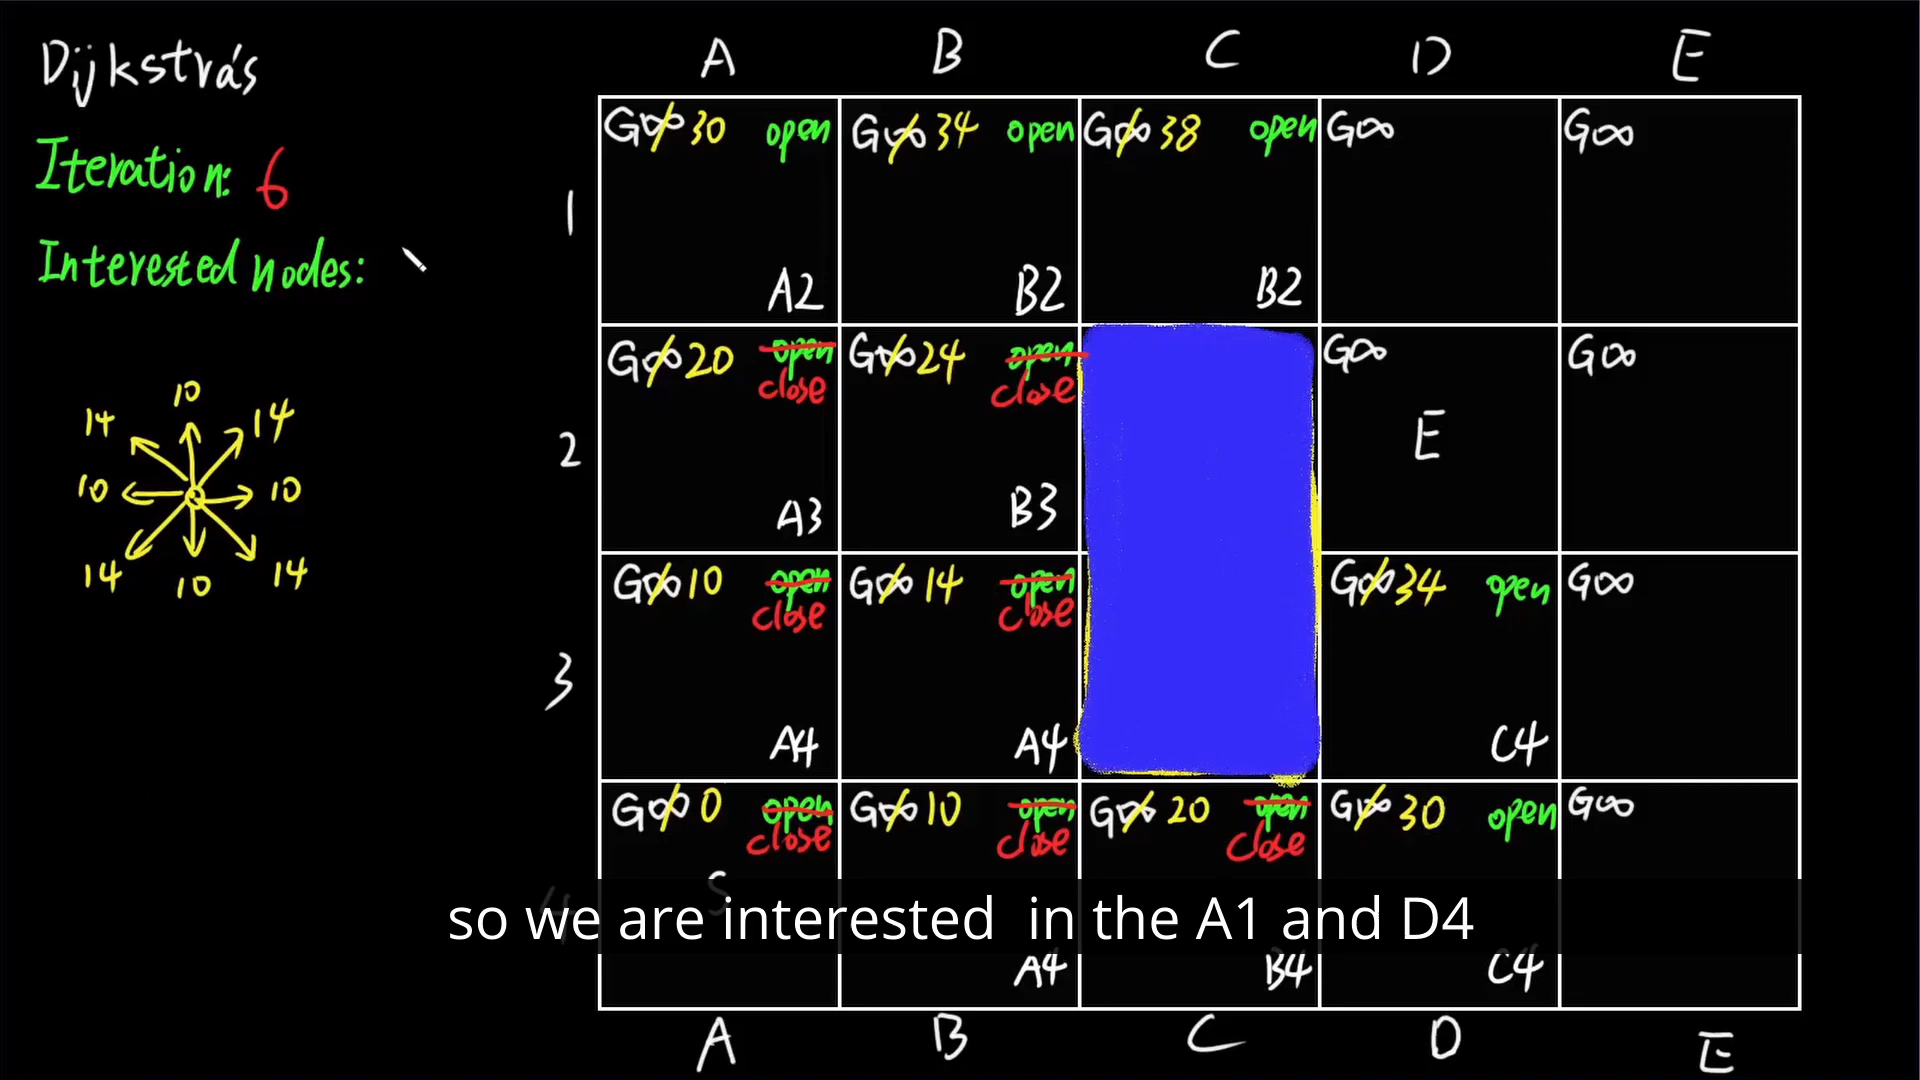 Dijkstra's
Iteration: 6
Interested nodes:
14 10 14
10 10
14 10 14
A B C D E
1
G∞ 30 open
A2
G∞ 34 open
B2
G∞ 38 open
B2
G∞
G∞
2
G∞ 20 open
close
A3
G∞ 24 open
close
B3
G∞
E
G∞
3
G∞ 10 open
close
A4
G∞ 14 open
close
A4
G∞ 34 open
C4
G∞
G∞ 0 open
close
S
G∞ 10 open
close
A4
G∞ 20 open
close
B4
G∞ 30 open
C4
G∞
so we are interested in the A1 and D4
A B C D E